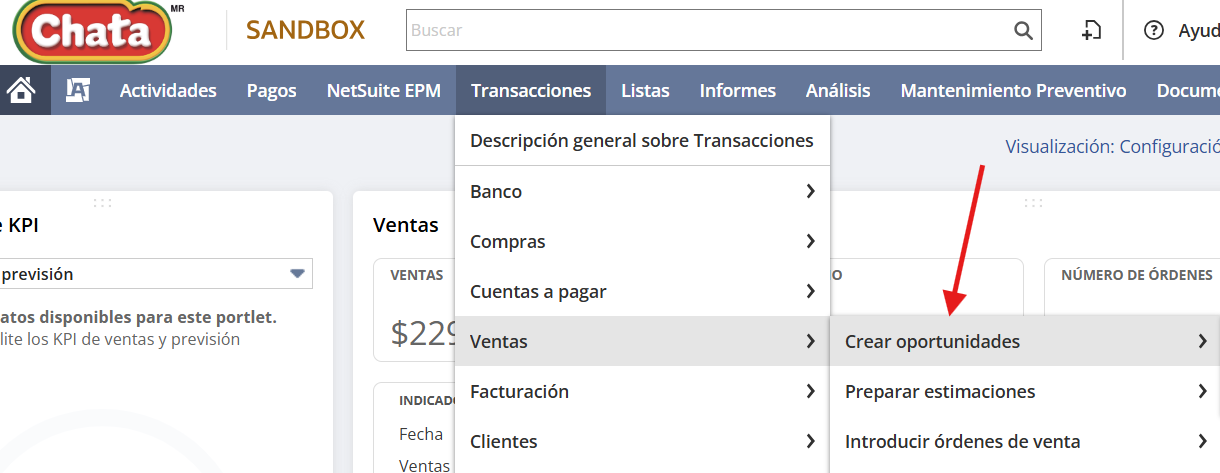 Chata MR
SANDBOX
Buscar
Ayud
Actividades Pagos NetSuite EPM Transacciones Listas Informes Análisis Mantenimiento Preventivo Docume
Descripción general sobre Transacciones
Visualización: Configuració
Banco
e KPI
Ventas
Compras
previsión
VENTAS
O
NÚMERO DE ÓRDENES
Cuentas a pagar
atos disponibles para este portlet.
lite los KPI de ventas y previsión
$229
Ventas
Crear oportunidades
Facturación
Preparar estimaciones
INDICADO
Fecha
Clientes
Introducir órdenes de venta
Ventas